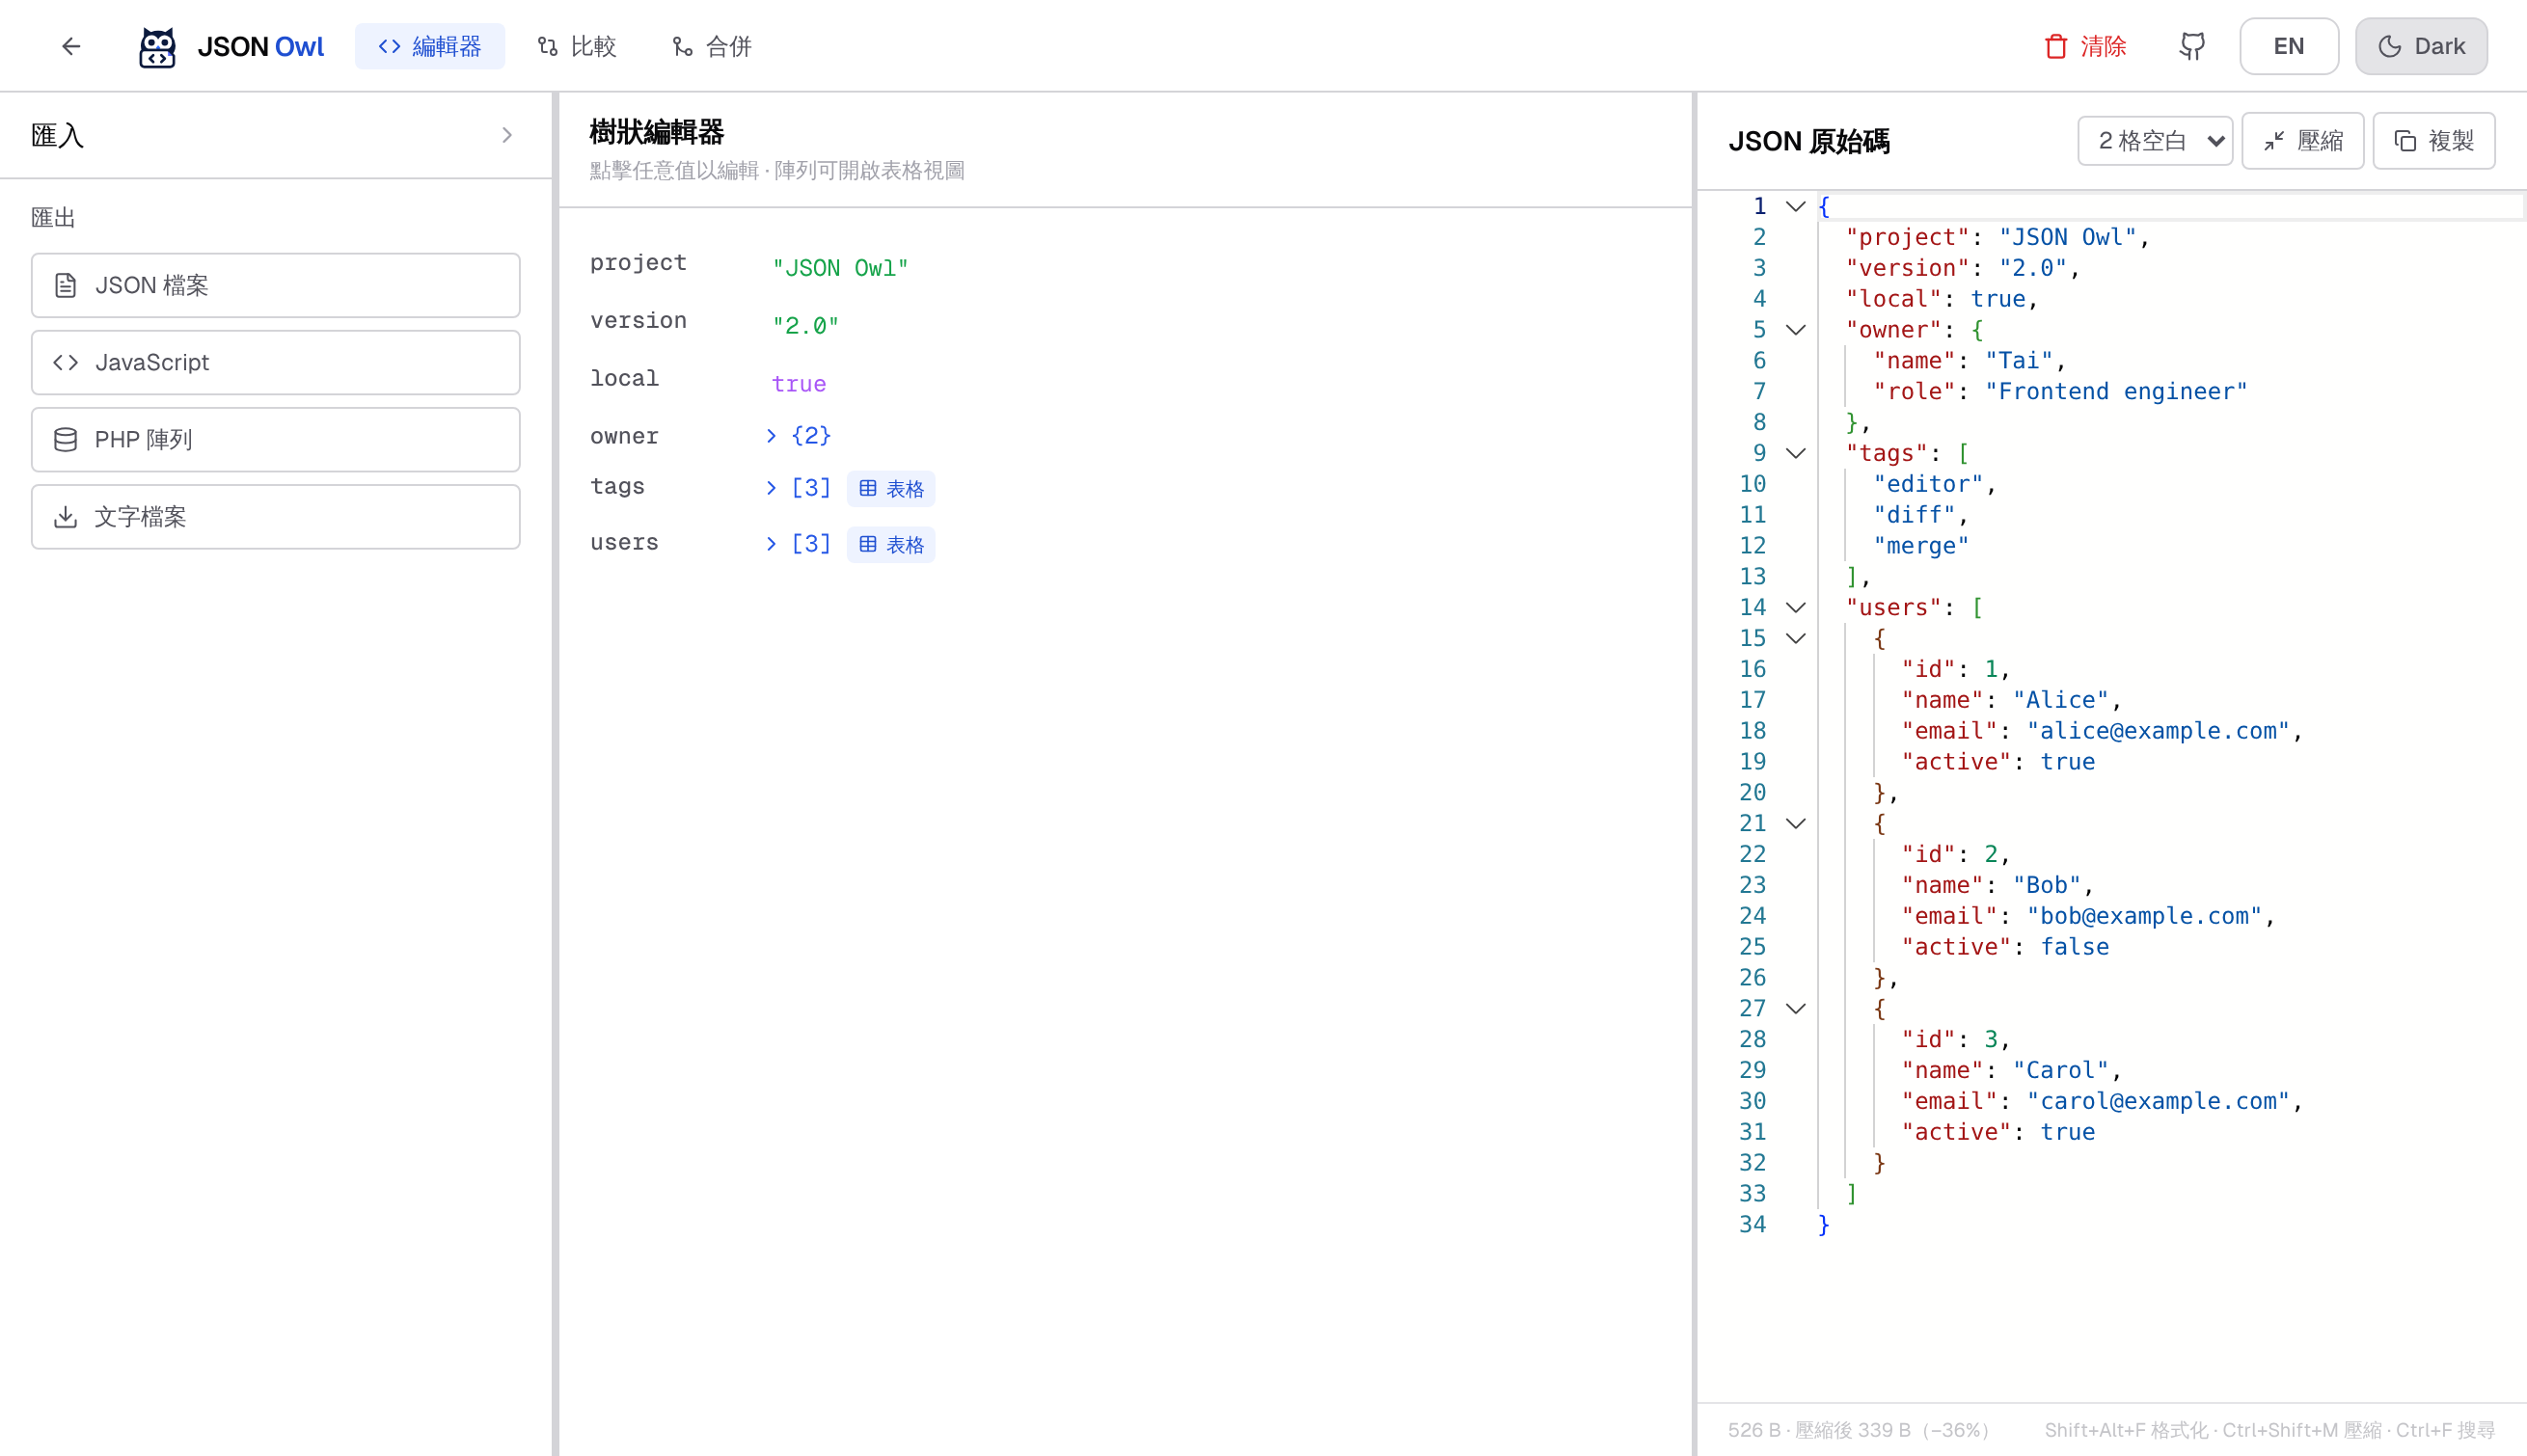 JSON Owl 編輯器 比較 合併 清除 EN Dark
匯入
匯出
JSON 檔案
JavaScript
PHP 陣列
文字檔案
樹狀編輯器
點擊任意值以編輯 · 陣列可開啟表格視圖
project "JSON Owl"
version "2.0"
local true
owner {2}
tags [3] 表格
users [3] 表格
JSON 原始碼 2 格空白 壓縮 複製
1 {
2 "project": "JSON Owl",
3 "version": "2.0",
4 "local": true,
5 "owner": {
6 "name": "Tai",
7 "role": "Frontend engineer"
8 },
9 "tags": [
10 "editor",
11 "diff",
12 "merge"
13 ],
14 "users": [
15 {
16 "id": 1,
17 "name": "Alice",
18 "email": "alice@example.com",
19 "active": true
20 },
21 {
22 "id": 2,
23 "name": "Bob",
24 "email": "bob@example.com",
25 "active": false
26 },
27 {
28 "id": 3,
29 "name": "Carol",
30 "email": "carol@example.com",
31 "active": true
32 }
33 ]
34 }
526 B · 壓縮後 339 B（−36%） Shift+Alt+F 格式化 · Ctrl+Shift+M 壓縮 · Ctrl+F 搜尋